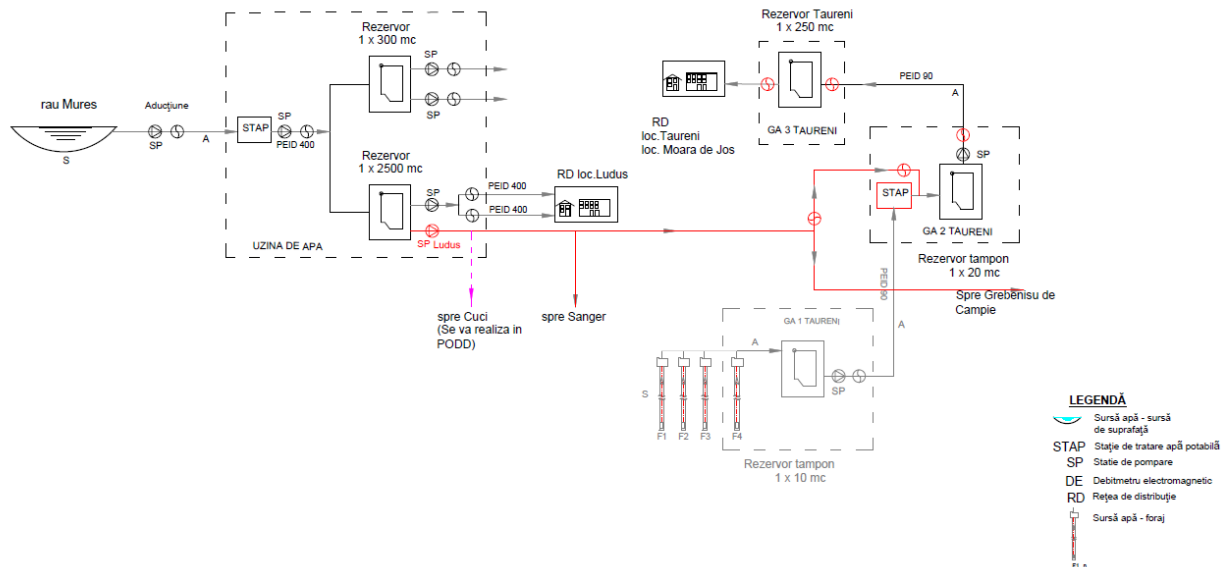 rau Mures
S
Aducțiune
SP
A
STAP
SP
PEID 400
Rezervor
1 x 300 mc
SP
SP
Rezervor
1 x 2500 mc
SP
PEID 400
PEID 400
RD loc.Ludus
SP Ludus
UZINA DE APA
spre Cuci
(Se va realiza in
PODD)
spre Sanger
Rezervor Taureni
1 x 250 mc
GA 3 TAURENI
RD
loc.Taureni
loc. Moara de Jos
PEID 90
A
SP
STAP
GA 2 TAURENI
Rezervor tampon
1 x 20 mc
PEID 90
Spre Grebenisu de
Campie
A
GA 1 TAURENI
A
SP
S
F1
F2
F3
F4
Rezervor tampon
1 x 10 mc
LEGENDĂ
Sursă apă - sursă
de suprafață
STAP Stație de tratare apă potabilă
SP Statie de pompare
DE Debitmetru electromagnetic
RD Rețea de distribuție
Sursă apă - foraj